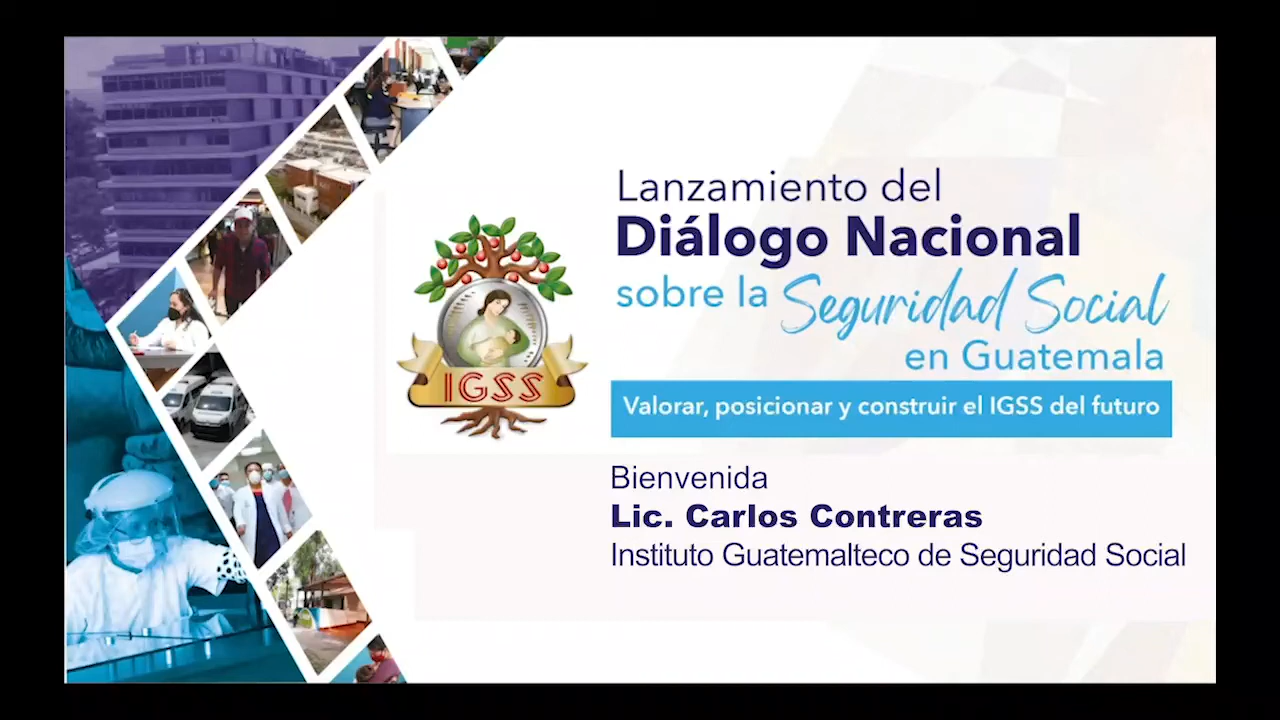 Lanzamiento del
Diálogo Nacional
sobre la Seguridad Social
en Guatemala
IGSS
Valorar, posicionar y construir el IGSS del futuro
Bienvenida
Lic. Carlos Contreras
Instituto Guatemalteco de Seguridad Social